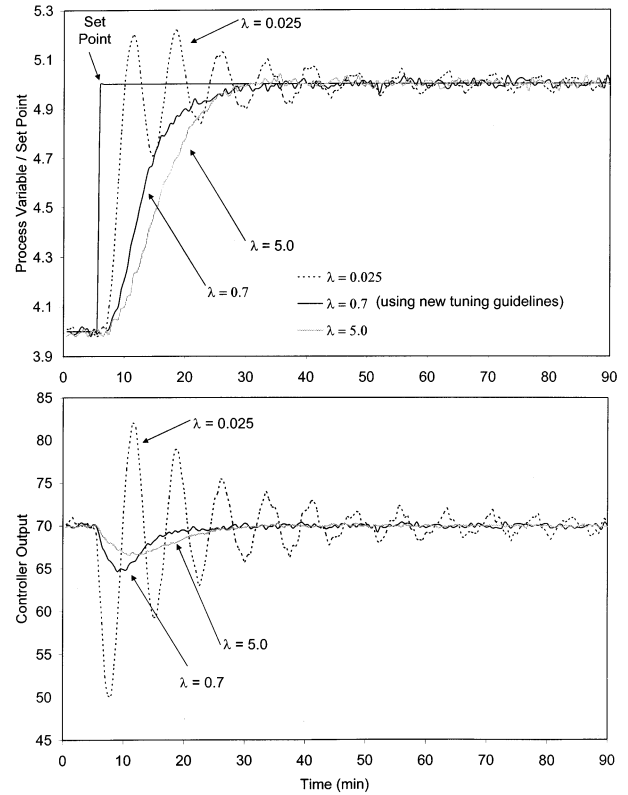 5.3
Set
Point
λ = 0.025
5.1
4.9
Process Variable / Set Point
4.7
4.5
λ = 5.0
λ = 0.7
λ = 0.025
4.3
λ = 0.7 (using new tuning guidelines)
λ = 5.0
4.1
3.9
0 10 20 30 40 50 60 70 80 90
85
λ = 0.025
80
75
70
Controller Output
65
60
λ = 5.0
55
λ = 0.7
50
45
0 10 20 30 40 50 60 70 80 90
Time (min)